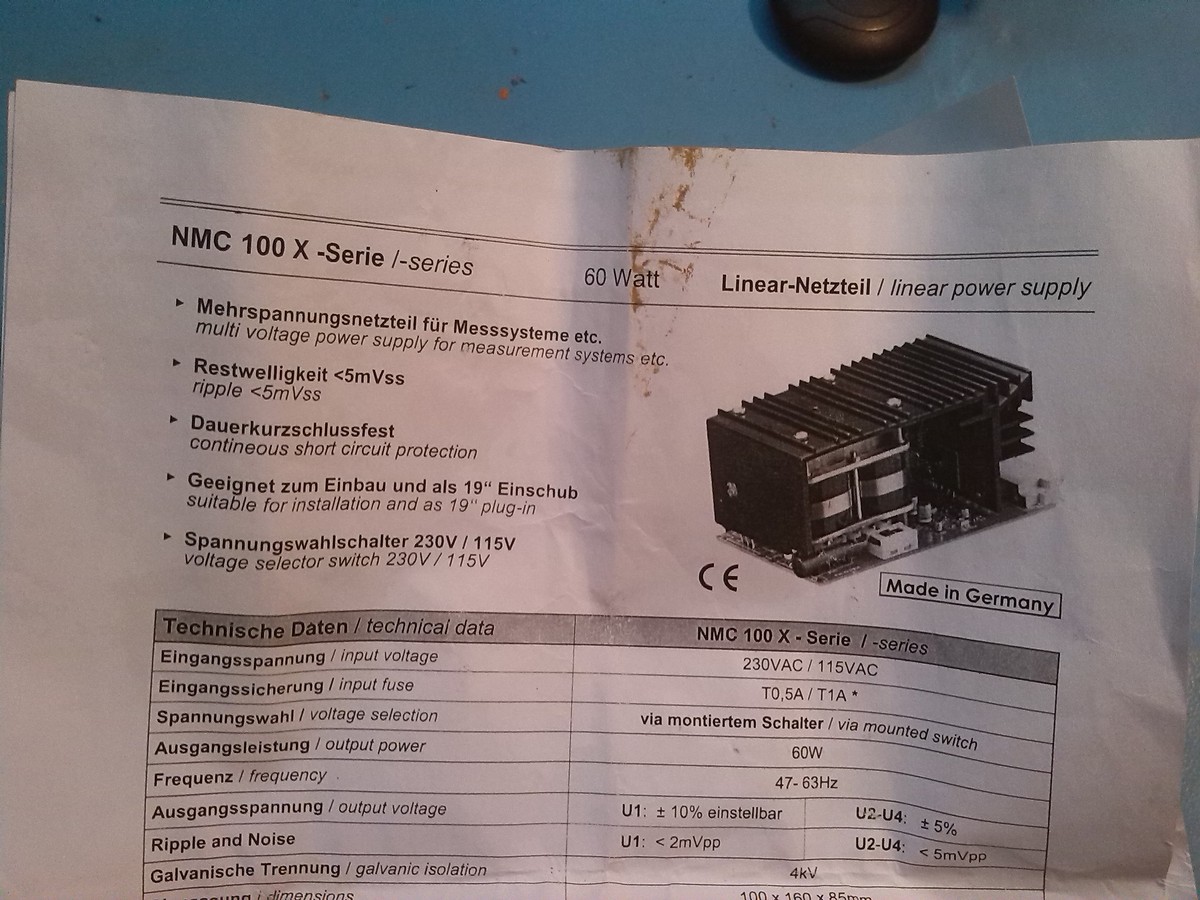 NMC 100 X -Serie /-series
60 Watt
Linear-Netzteil / linear power supply
‣ Mehrspannungsnetzteil für Messsysteme etc.
multi voltage power supply for measurement systems etc.
‣ Restwelligkeit <5mVss
ripple <5mVss
‣ Dauerkurzschlussfest
contineous short circuit protection
‣ Geeignet zum Einbau und als 19“ Einschub
suitable for installation and as 19“ plug-in
‣ Spannungswahlschalter 230V / 115V
voltage selector switch 230V / 115V
CE
Made in Germany
Technische Daten / technical data NMC 100 X - Serie / -series
Eingangsspannung / input voltage 230VAC / 115VAC
Eingangssicherung / input fuse T0,5A / T1A *
Spannungswahl / voltage selection via montiertem Schalter / via mounted switch
Ausgangsleistung / output power 60W
Frequenz / frequency 47- 63Hz
Ausgangsspannung / output voltage U1: ± 10% einstellbar U2-U4: ± 5%
Ripple and Noise U1: < 2mVpp U2-U4: < 5mVpp
Galvanische Trennung / galvanic isolation 4kV
/ dimensions 100 x 160 x 85mm